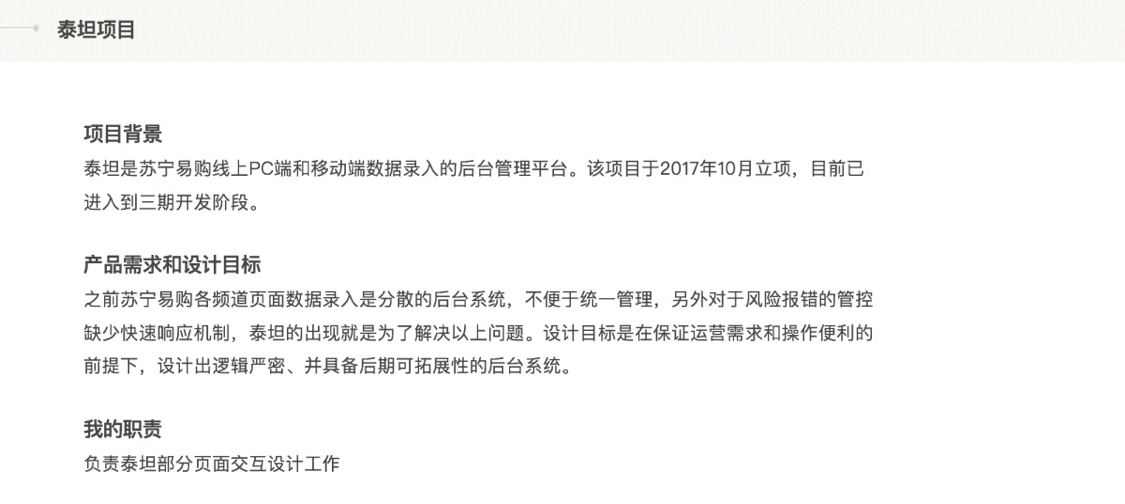 泰坦项目
项目背景
泰坦是苏宁易购线上PC端和移动端数据录入的后台管理平台。该项目于2017年10月立项，目前已
进入到三期开发阶段。
产品需求和设计目标
之前苏宁易购各频道页面数据录入是分散的后台系统，不便于统一管理，另外对于风险报错的管控
缺少快速响应机制，泰坦的出现就是为了解决以上问题。设计目标是在保证运营需求和操作便利的
前提下，设计出逻辑严密、并具备后期可拓展性的后台系统。
我的职责
负责泰坦部分页面交互设计工作